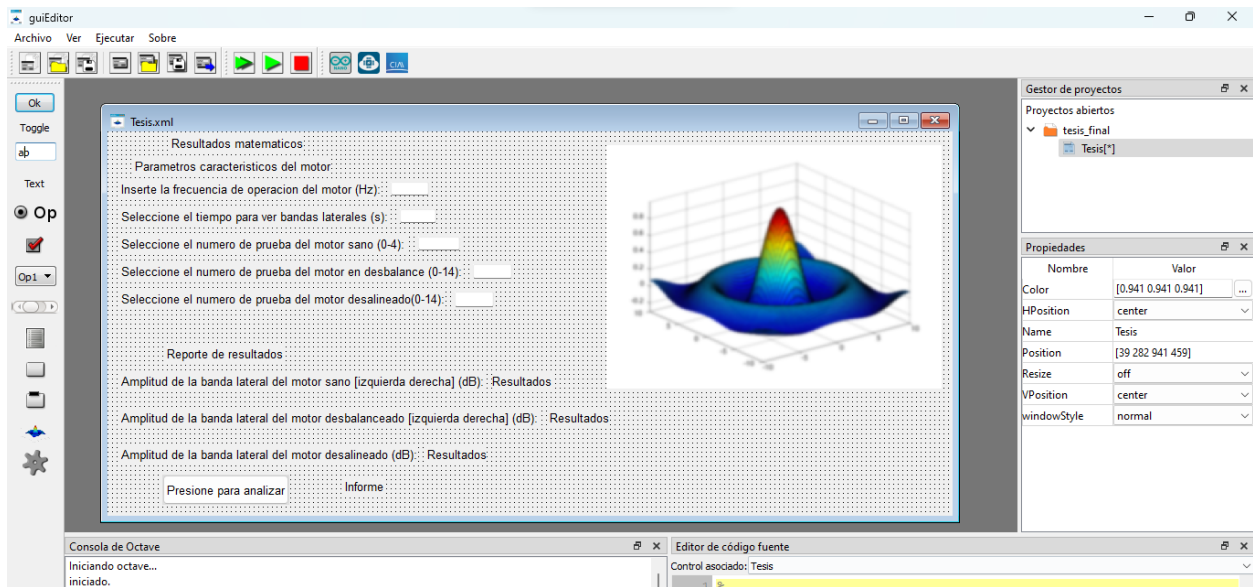 guiEditor
Archivo Ver Ejecutar Sobre
Ok
Toggle
ab
Text
Op
Op1
Tesis.xml
Resultados matematicos
Parametros caracteristicos del motor
Inserte la frecuencia de operacion del motor (Hz):
Seleccione el tiempo para ver bandas laterales (s):
Seleccione el numero de prueba del motor sano (0-4):
Seleccione el numero de prueba del motor en desbalance (0-14):
Seleccione el numero de prueba del motor desalineado(0-14):
Reporte de resultados
Amplitud de la banda lateral del motor sano [izquierda derecha] (dB): Resultados
Amplitud de la banda lateral del motor desbalanceado [izquierda derecha] (dB): Resultados
Amplitud de la banda lateral del motor desalineado (dB): Resultados
Presione para analizar Informe
Gestor de proyectos
Proyectos abiertos
tesis_final
Tesis[*]
Propiedades
Nombre Valor
Color [0.941 0.941 0.941] ...
HPosition center
Name Tesis
Position [39 282 941 459]
Resize off
VPosition center
windowStyle normal
Consola de Octave
Iniciando octave...
iniciado.
Editor de código fuente
Control asociado: Tesis